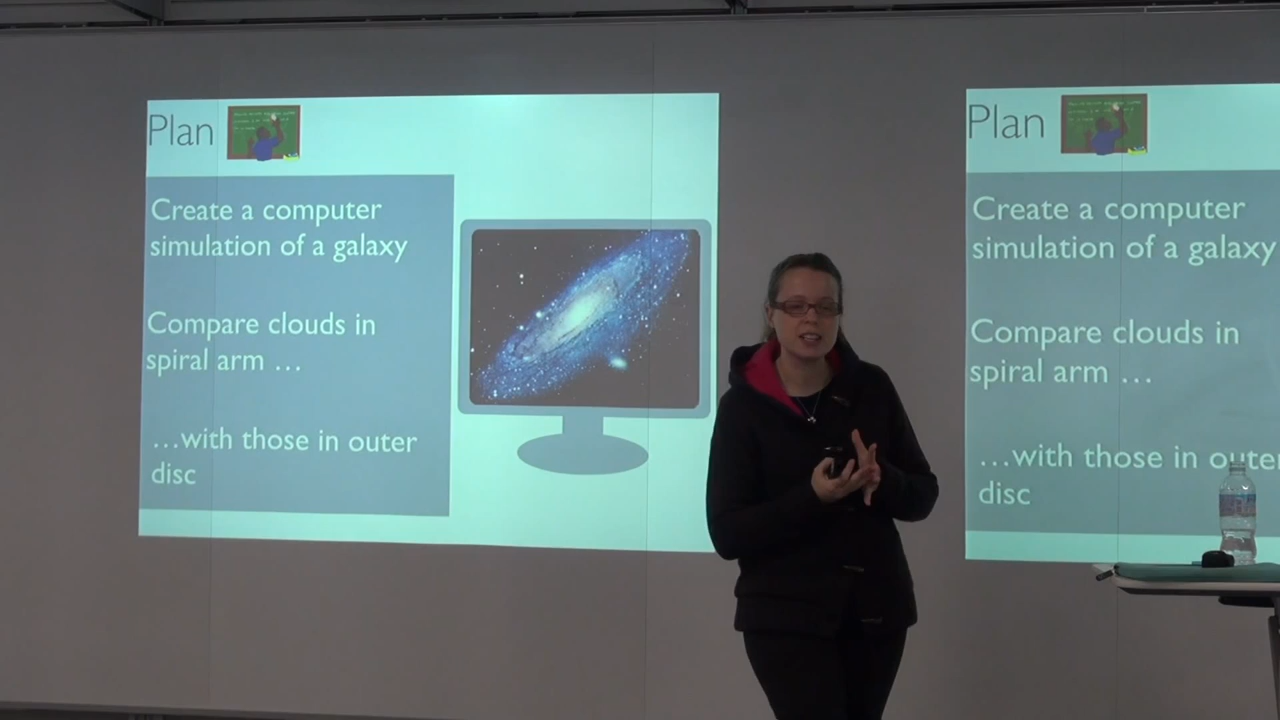 Plan
Create a computer
simulation of a galaxy
Compare clouds in
spiral arm ...
...with those in outer
disc
Plan
Create a computer
simulation of a galaxy
Compare clouds in
spiral arm ...
...with those in outer
disc